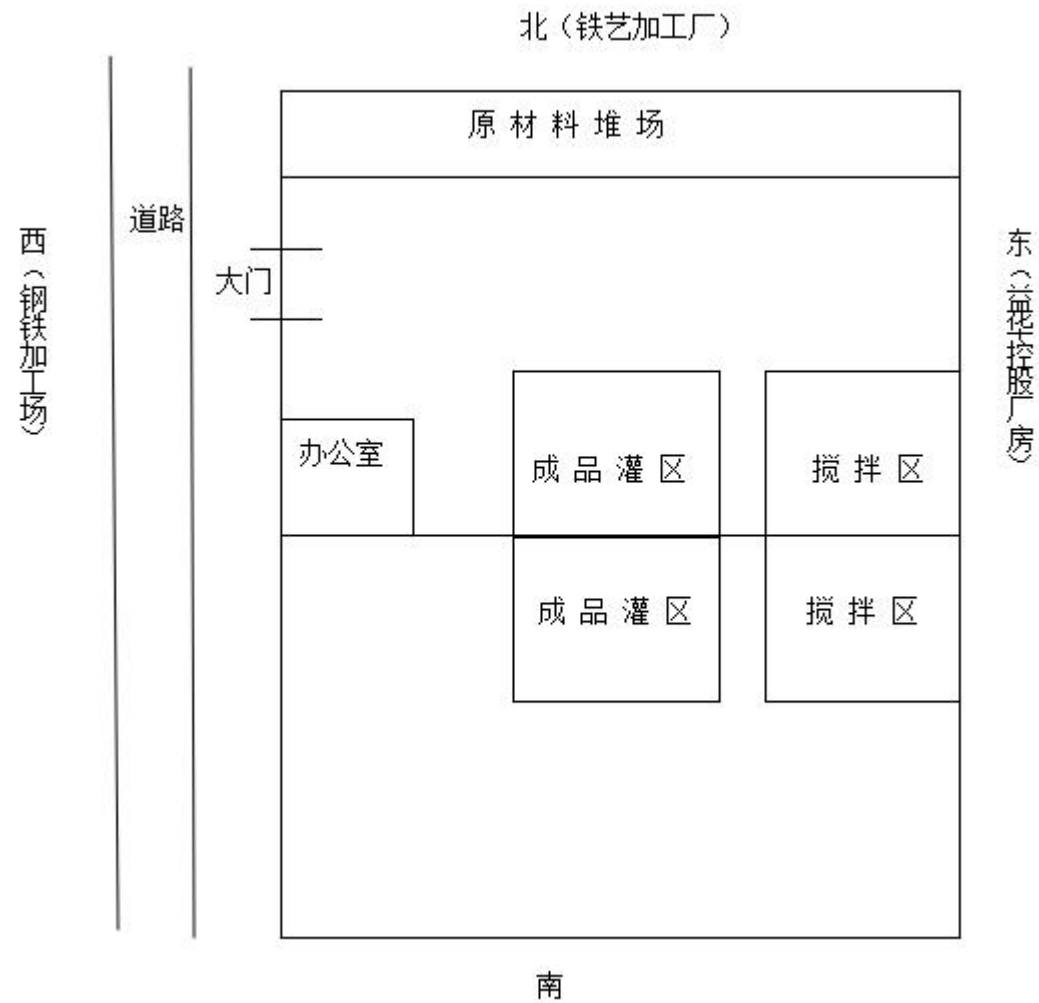 北（铁艺加工厂）
原材料堆场
道路
西（钢铁加工场）
东（益花控股厂房）
大门
办公室
成品灌区
搅拌区
成品灌区
搅拌区
南